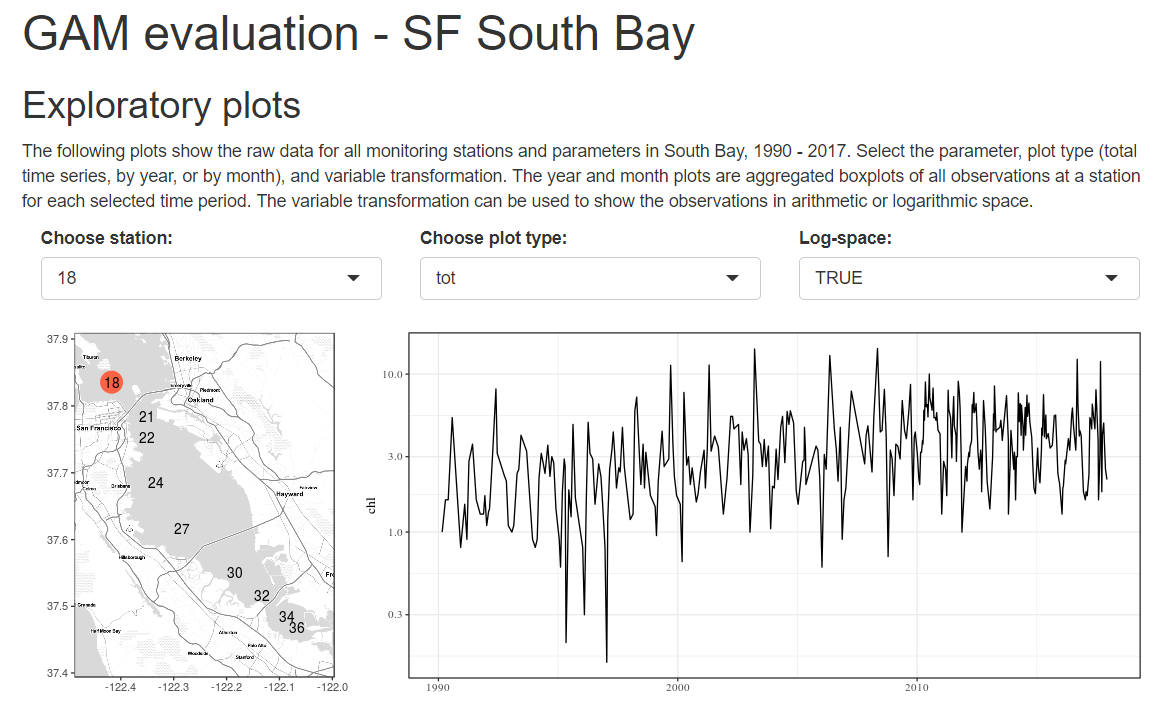 GAM evaluation - SF South Bay
Exploratory plots
The following plots show the raw data for all monitoring stations and parameters in South Bay, 1990 - 2017. Select the parameter, plot type (total
time series, by year, or by month), and variable transformation. The year and month plots are aggregated boxplots of all observations at a station
for each selected time period. The variable transformation can be used to show the observations in arithmetic or logarithmic space.
Choose station:
Choose plot type:
Log-space:
18
tot
TRUE
37.9
37.8
37.7
37.6
37.5
37.4
Tiburon
Berkeley
18
Emeryville
Piedmont
Oakland
21
San Francisco
22
24
Brisbane
Colma
Fairview
Hayward
27
Hillsborough
30
32
34
36
Granada
Half Moon Bay
Atherton
Palo Alto
Woodside
Stanford
-122.4
-122.3
-122.2
-122.1
-122.0
chl
10.0
3.0
1.0
0.3
1990
2000
2010